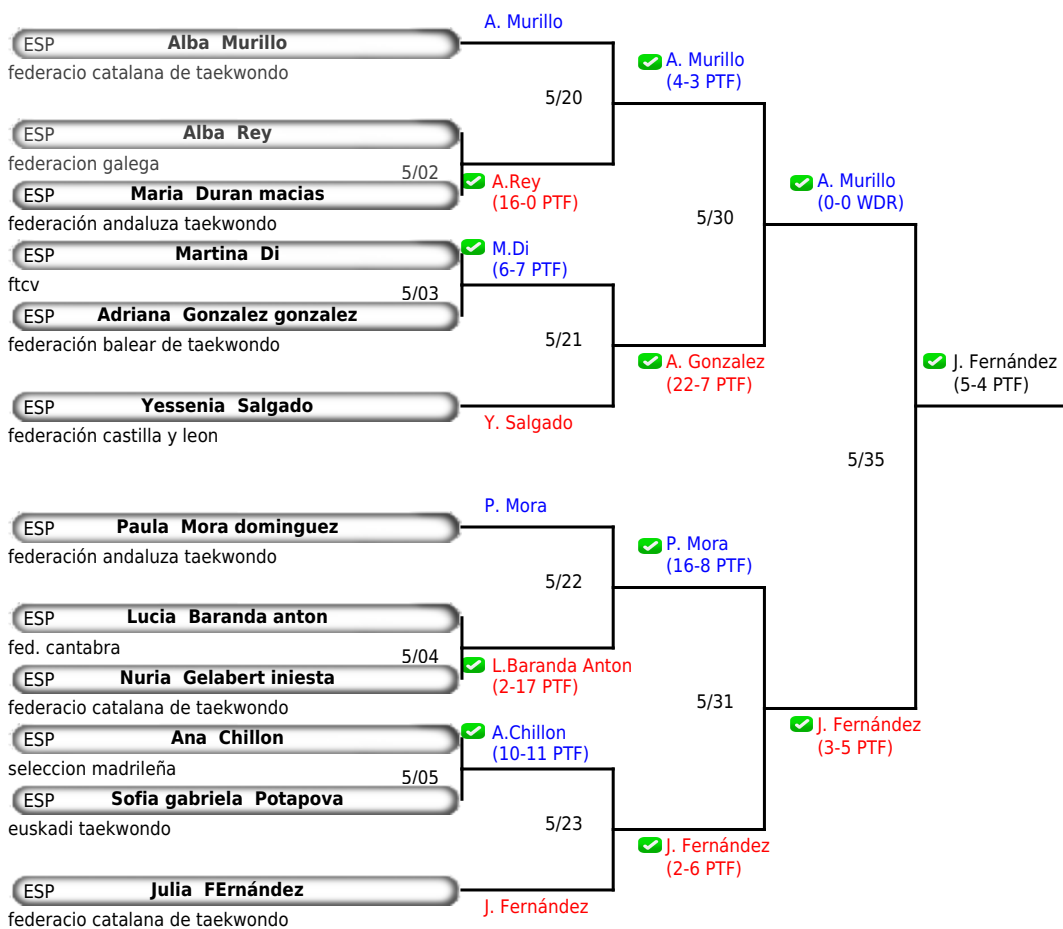 A. Murillo
ESP Alba Murillo
federacio catalana de taekwondo
A. Murillo
(4-3 PTF)
5/20
ESP Alba Rey
federacion galega
5/02
A.Rey
(16-0 PTF)
ESP Maria Duran macias
federación andaluza taekwondo
A. Murillo
(0-0 WDR)
5/30
ESP Martina Di
ftcv
5/03
M.Di
(6-7 PTF)
ESP Adriana Gonzalez gonzalez
federación balear de taekwondo
5/21
A. Gonzalez
(22-7 PTF)
J. Fernández
(5-4 PTF)
ESP Yessenia Salgado
federación castilla y leon
Y. Salgado
5/35
P. Mora
ESP Paula Mora dominguez
federación andaluza taekwondo
P. Mora
(16-8 PTF)
5/22
ESP Lucia Baranda anton
fed. cantabra
5/04
L.Baranda Anton
(2-17 PTF)
ESP Nuria Gelabert iniesta
federacio catalana de taekwondo
5/31
J. Fernández
(3-5 PTF)
ESP Ana Chillon
seleccion madrileña
5/05
A.Chillon
(10-11 PTF)
ESP Sofia gabriela Potapova
euskadi taekwondo
5/23
J. Fernández
(2-6 PTF)
ESP Julia FErnández
federacio catalana de taekwondo
J. Fernández